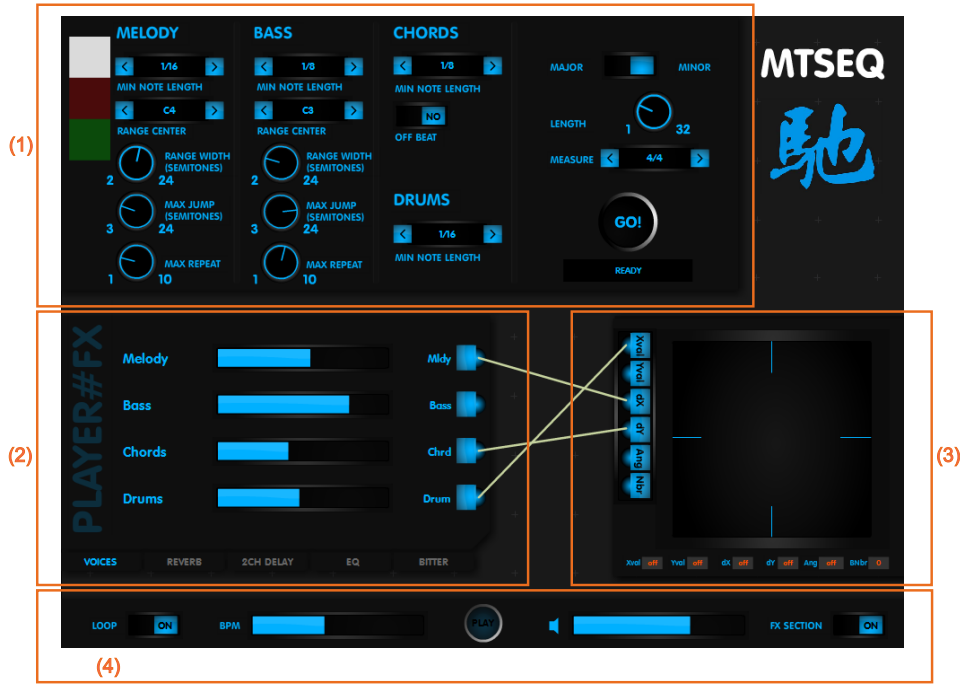 MELODY
BASS
CHORDS
MTSEQ
馳
(1)
< 1/16 >
MIN NOTE LENGTH
< C4 >
RANGE CENTER
RANGE WIDTH
(SEMITONES)
2 24
MAX JUMP
(SEMITONES)
3 24
MAX REPEAT
1 10
< 1/8 >
MIN NOTE LENGTH
< C3 >
RANGE CENTER
RANGE WIDTH
(SEMITONES)
2 24
MAX JUMP
(SEMITONES)
3 24
MAX REPEAT
1 10
< 1/8 >
MIN NOTE LENGTH
NO
OFF BEAT
DRUMS
< 1/16 >
MIN NOTE LENGTH
MAJOR MINOR
LENGTH 1 32
MEASURE < 4/4 >
GO!
READY
(2)
PLAYER#FX
Melody
Bass
Chords
Drums
Mldy
Bass
Chrd
Drum
VOICES REVERB 2CH DELAY EQ BITTER
(3)
Xval
Yval
dX
dY
Ang
Nbr
Xval off Yval off dX off dY off Ang off BNbr 0
LOOP ON BPM PLAY FX SECTION ON
(4)